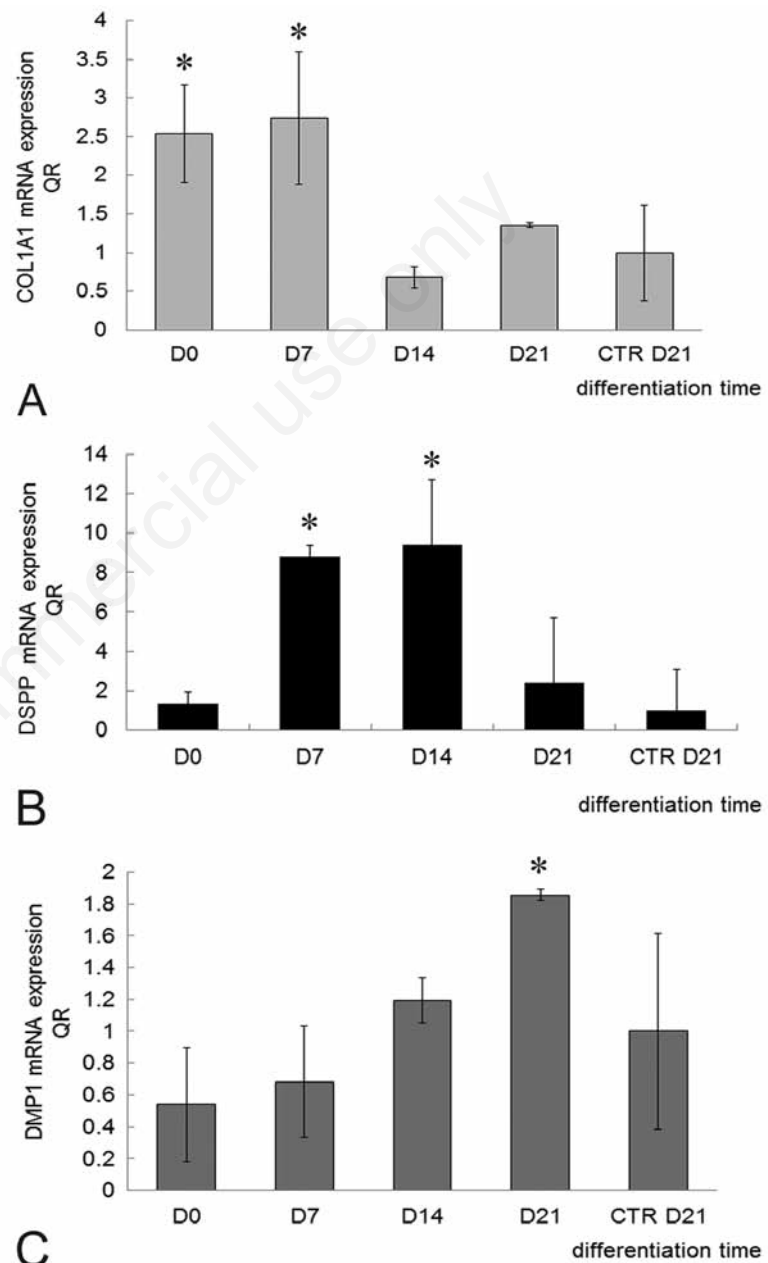 4
3.5
3
2.5
2
1.5
1
0.5
0
COL1A1 mRNA expression
QR
*
*
D0 D7 D14 D21 CTR D21
differentiation time
A
14
12
10
8
6
4
2
0
DSPP mRNA expression
QR
*
*
D0 D7 D14 D21 CTR D21
differentiation time
B
2
1.8
1.6
1.4
1.2
1
0.8
0.6
0.4
0.2
0
DMP1 mRNA expression
QR
*
D0 D7 D14 D21 CTR D21
differentiation time
C
mmercial use only